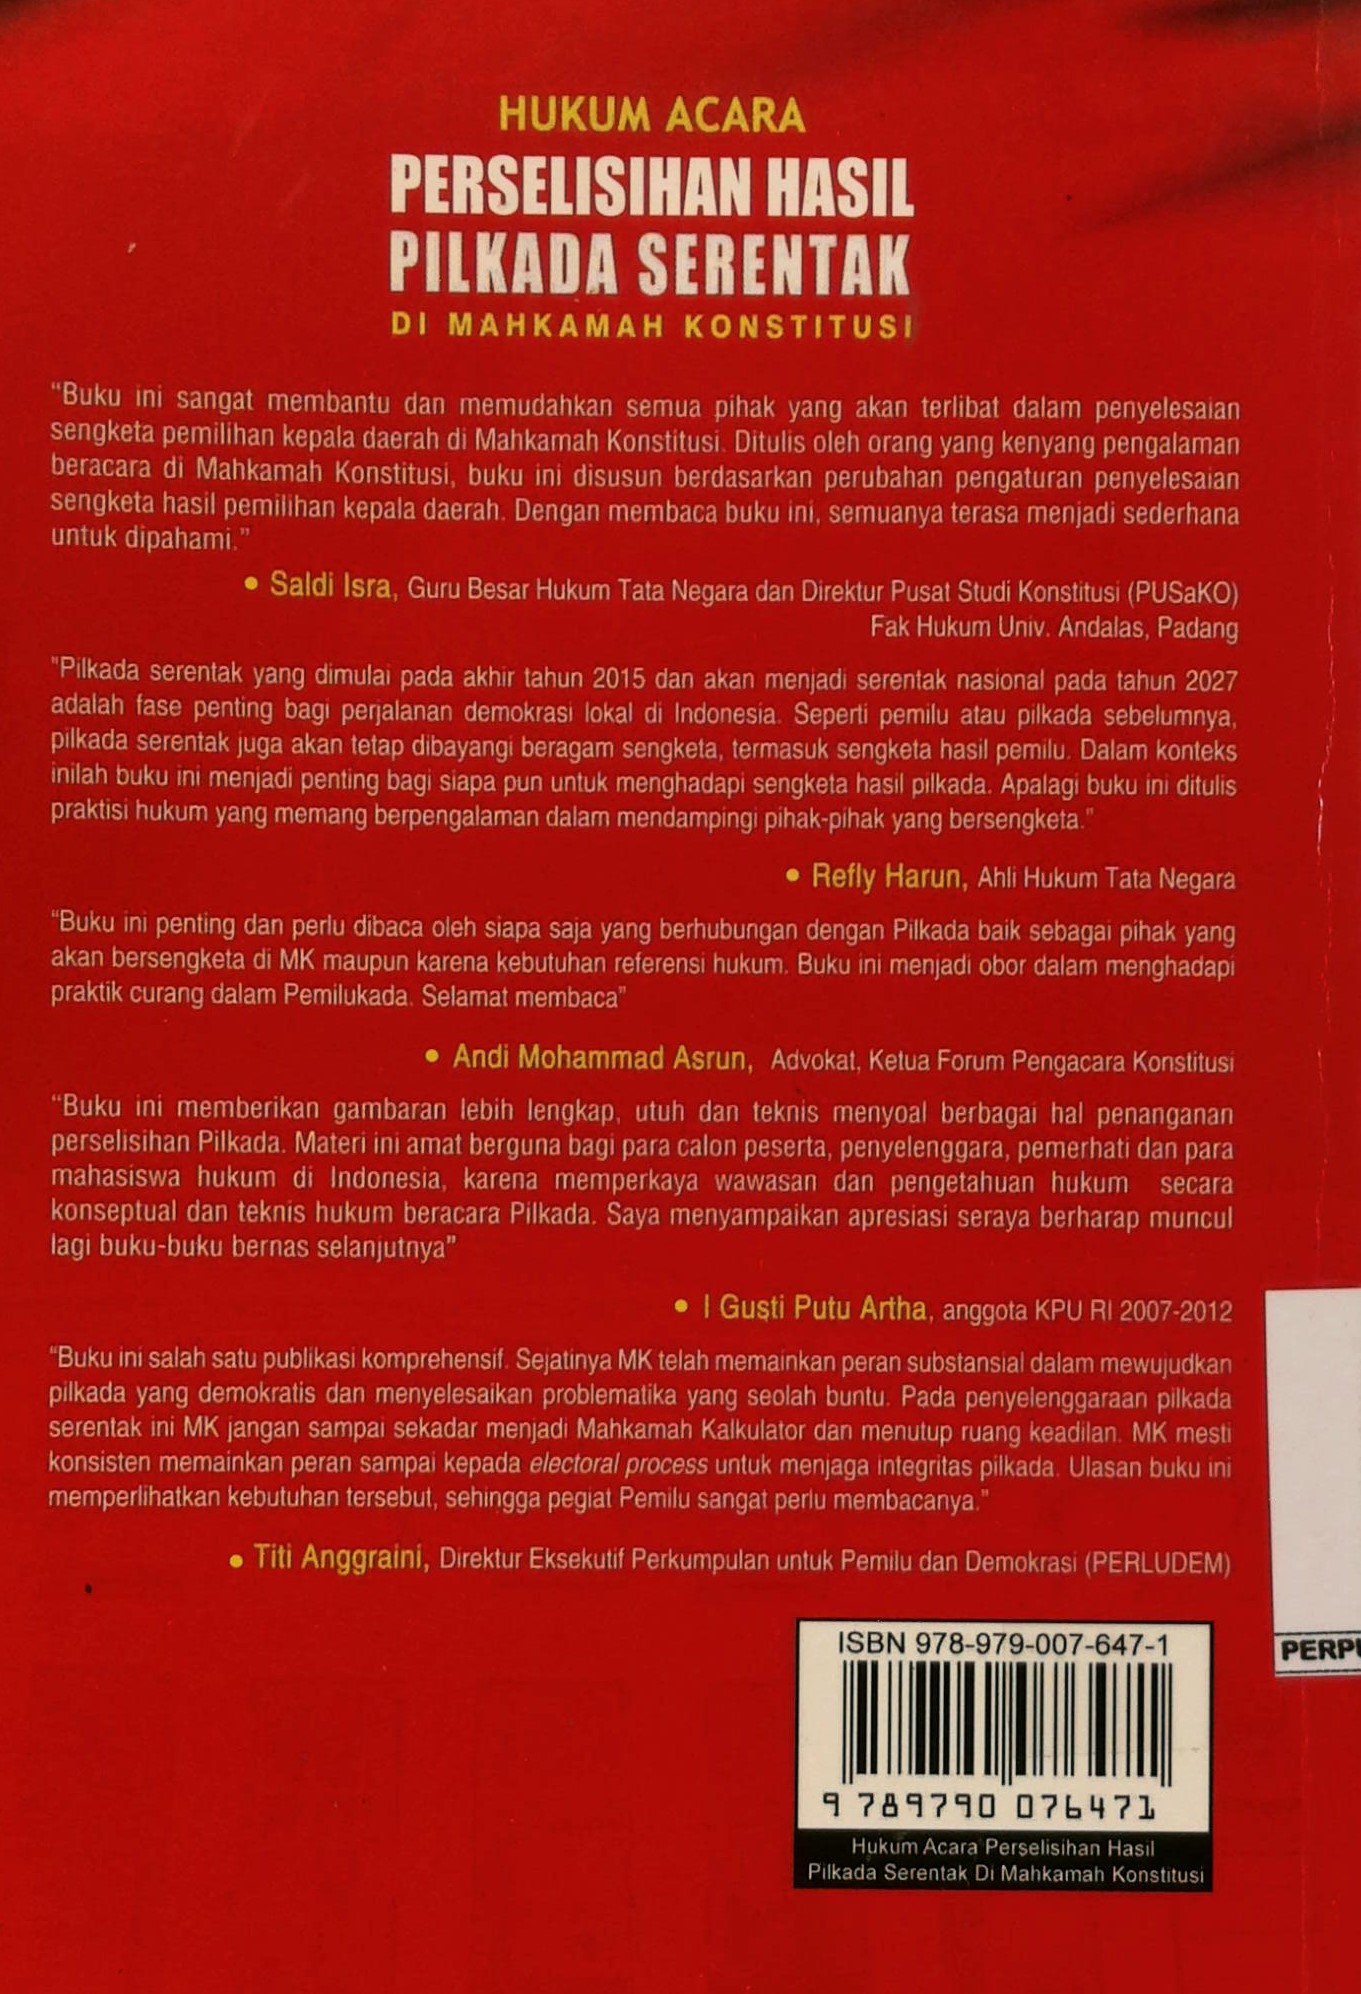 HUKUM ACARA
PERSELISIHAN HASIL
PILKADA SERENTAK
DI MAHKAMAH KONSTITUSI
“Buku ini sangat membantu dan memudahkan semua pihak yang akan terlibat dalam penyelesaian
sengketa pemilihan kepala daerah di Mahkamah Konstitusi. Ditulis oleh orang yang kenyang pengalaman
beracara di Mahkamah Konstitusi, buku ini disusun berdasarkan perubahan pengaturan penyelesaian
sengketa hasil pemilihan kepala daerah. Dengan membaca buku ini, semuanya terasa menjadi sederhana
untuk dipahami.”
• Saldi Isra, Guru Besar Hukum Tata Negara dan Direktur Pusat Studi Konstitusi (PUSaKO)
Fak Hukum Univ. Andalas, Padang
"Pilkada serentak yang dimulai pada akhir tahun 2015 dan akan menjadi serentak nasional pada tahun 2027
adalah fase penting bagi perjalanan demokrasi lokal di Indonesia. Seperti pemilu atau pilkada sebelumnya,
pilkada serentak juga akan tetap dibayangi beragam sengketa, termasuk sengketa hasil pemilu. Dalam konteks
inilah buku ini menjadi penting bagi siapa pun untuk menghadapi sengketa hasil pilkada. Apalagi buku ini ditulis
praktisi hukum yang memang berpengalaman dalam mendampingi pihak-pihak yang bersengketa."
• Refly Harun, Ahli Hukum Tata Negara
“Buku ini penting dan perlu dibaca oleh siapa saja yang berhubungan dengan Pilkada baik sebagai pihak yang
akan bersengketa di MK maupun karena kebutuhan referensi hukum. Buku ini menjadi obor dalam menghadapi
praktik curang dalam Pemilukada. Selamat membaca”
• Andi Mohammad Asrun, Advokat, Ketua Forum Pengacara Konstitusi
“Buku ini memberikan gambaran lebih lengkap, utuh dan teknis menyoal berbagai hal penanganan
perselisihan Pilkada. Materi ini amat berguna bagi para calon peserta, penyelenggara, pemerhati dan para
mahasiswa hukum di Indonesia, karena memperkaya wawasan dan pengetahuan hukum secara
konseptual dan teknis hukum beracara Pilkada. Saya menyampaikan apresiasi seraya berharap muncul
lagi buku-buku bernas selanjutnya”
• I Gusti Putu Artha, anggota KPU RI 2007-2012
“Buku ini salah satu publikasi komprehensif. Sejatinya MK telah memainkan peran substansial dalam mewujudkan
pilkada yang demokratis dan menyelesaikan problematika yang seolah buntu. Pada penyelenggaraan pilkada
serentak ini MK jangan sampai sekadar menjadi Mahkamah Kalkulator dan menutup ruang keadilan. MK mesti
konsisten memainkan peran sampai kepada electoral process untuk menjaga integritas pilkada. Ulasan buku ini
memperlihatkan kebutuhan tersebut, sehingga pegiat Pemilu sangat perlu membacanya.”
• Titi Anggraini, Direktur Eksekutif Perkumpulan untuk Pemilu dan Demokrasi (PERLUDEM)
ISBN 978-979-007-647-1
PERPU
9 789790 076471
Hukum Acara Perselisihan Hasil
Pilkada Serentak Di Mahkamah Konstitusi